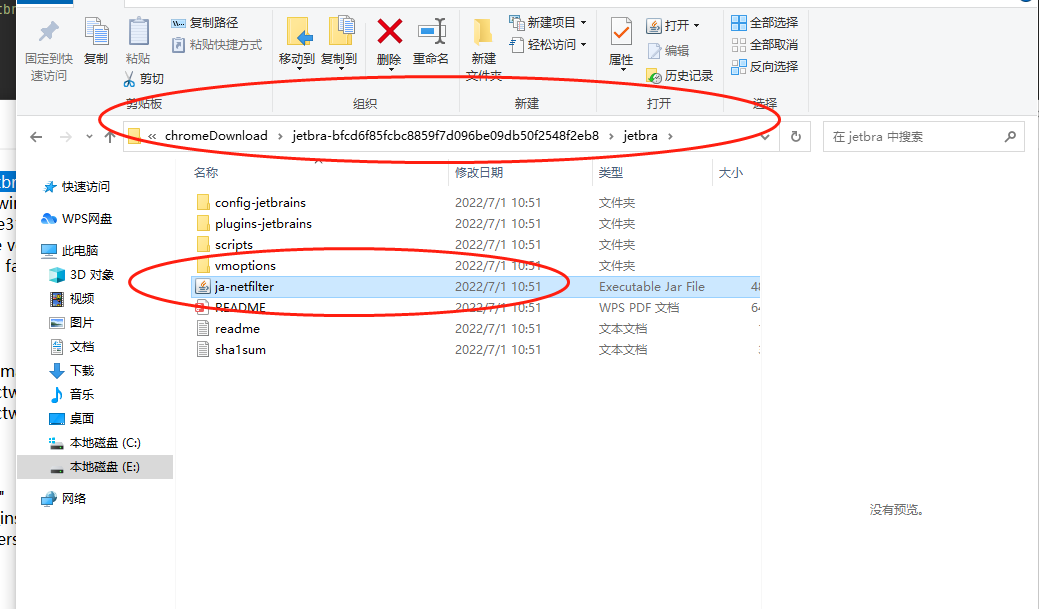 复制路径
粘贴快捷方式
固定到快
速访问
复制
粘贴
剪切
剪贴板
移动到
复制到
删除
重命名
组织
新建
文件夹
新建项目
轻松访问
新建
属性
打开
编辑
历史记录
打开
全部选择
全部取消
反向选择
选择
« chromeDownload › jetbra-bfcd6f85fcbc8859f7d096be09db50f2548f2eb8 › jetbra ›
在 jetbra 中搜索
名称 修改日期 类型 大小
快速访问
WPS网盘
此电脑
3D 对象
视频
图片
文档
下载
音乐
桌面
本地磁盘 (C:)
本地磁盘 (E:)
网络
config-jetbrains 2022/7/1 10:51 文件夹
plugins-jetbrains 2022/7/1 10:51 文件夹
scripts 2022/7/1 10:51 文件夹
vmoptions 2022/7/1 10:51 文件夹
ja-netfilter 2022/7/1 10:51 Executable Jar File
README 2022/7/1 10:51 WPS PDF 文档
readme 2022/7/1 10:51 文本文档
sha1sum 2022/7/1 10:51 文本文档
没有预览。